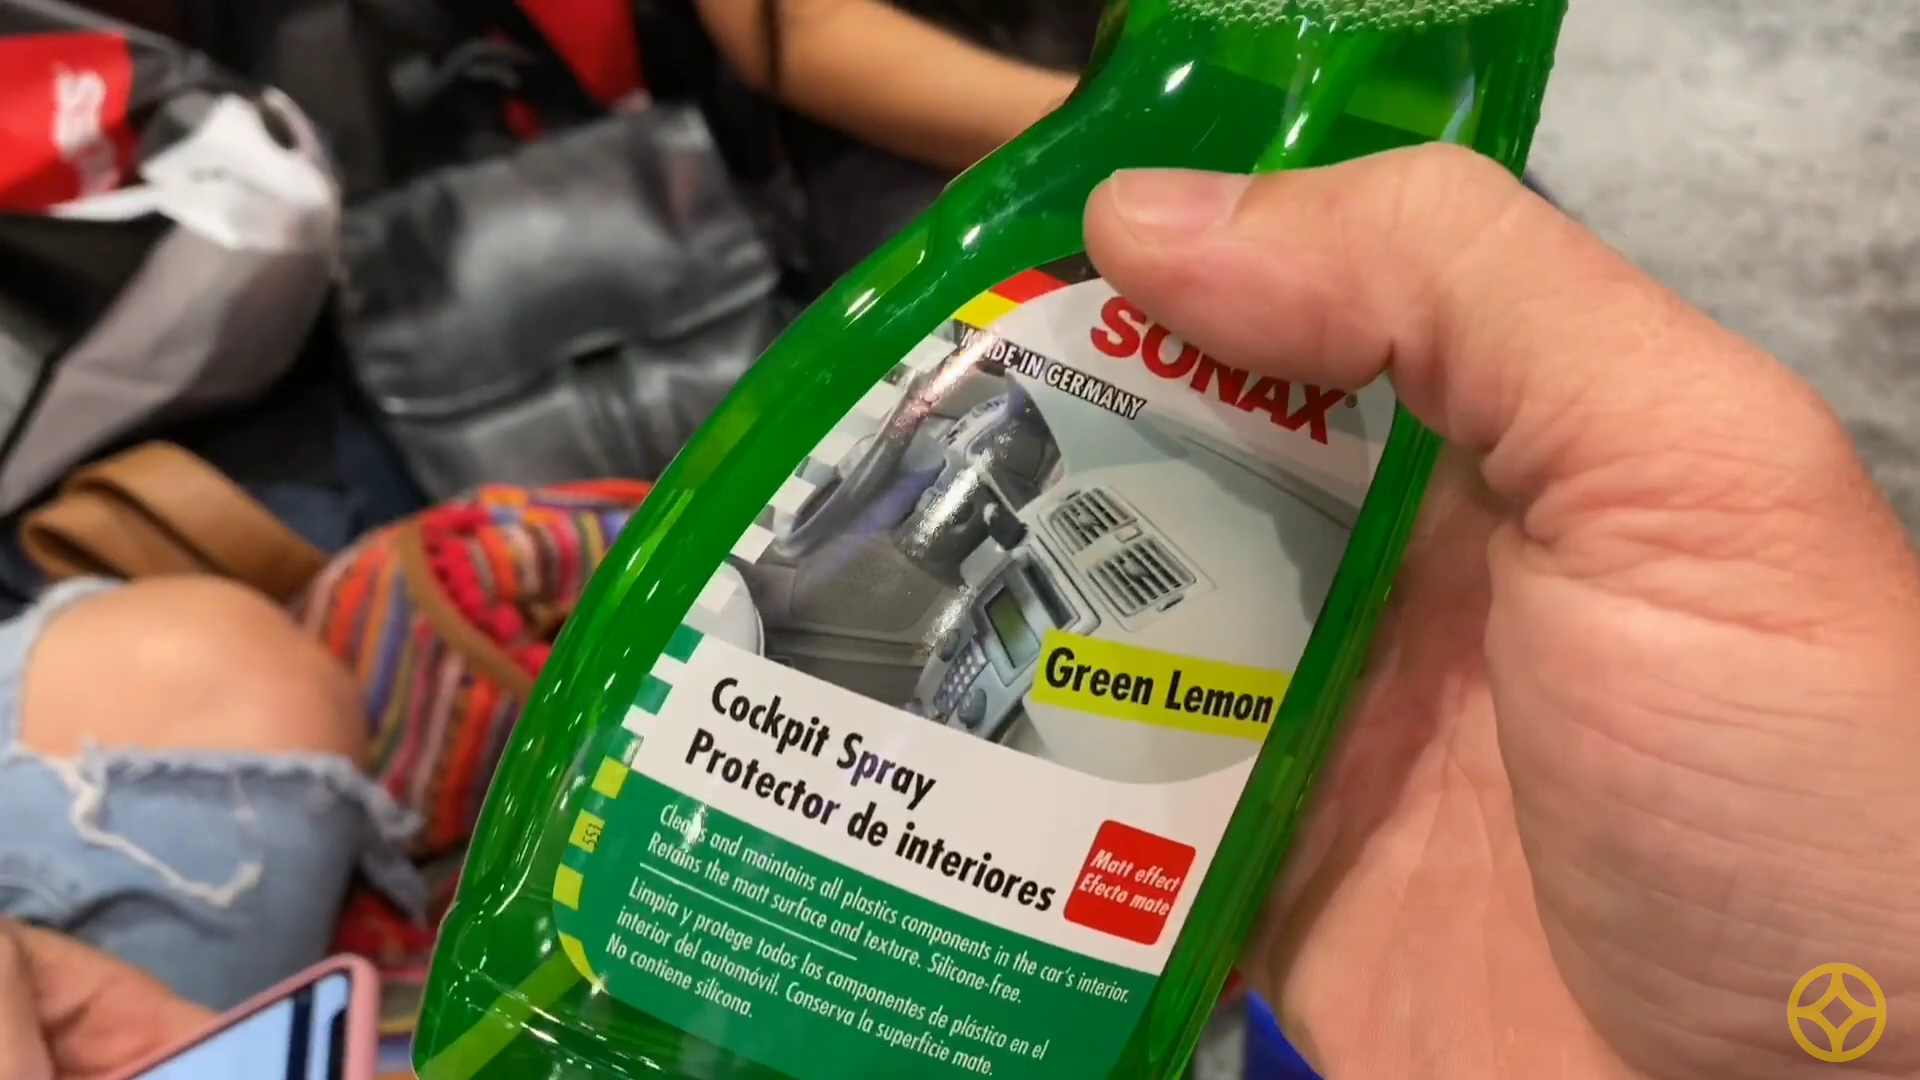 SONAX®
MADE IN GERMANY
Green Lemon
Cockpit Spray
Protector de interiores
Matt effect
Efecto mate
Cleans and maintains all plastics components in the car's interior.
Retains the matt surface and texture. Silicone-free.
Limpia y protege todos los componentes de plástico en el
interior del automóvil. Conserva la superficie mate.
No contiene silicona.
551